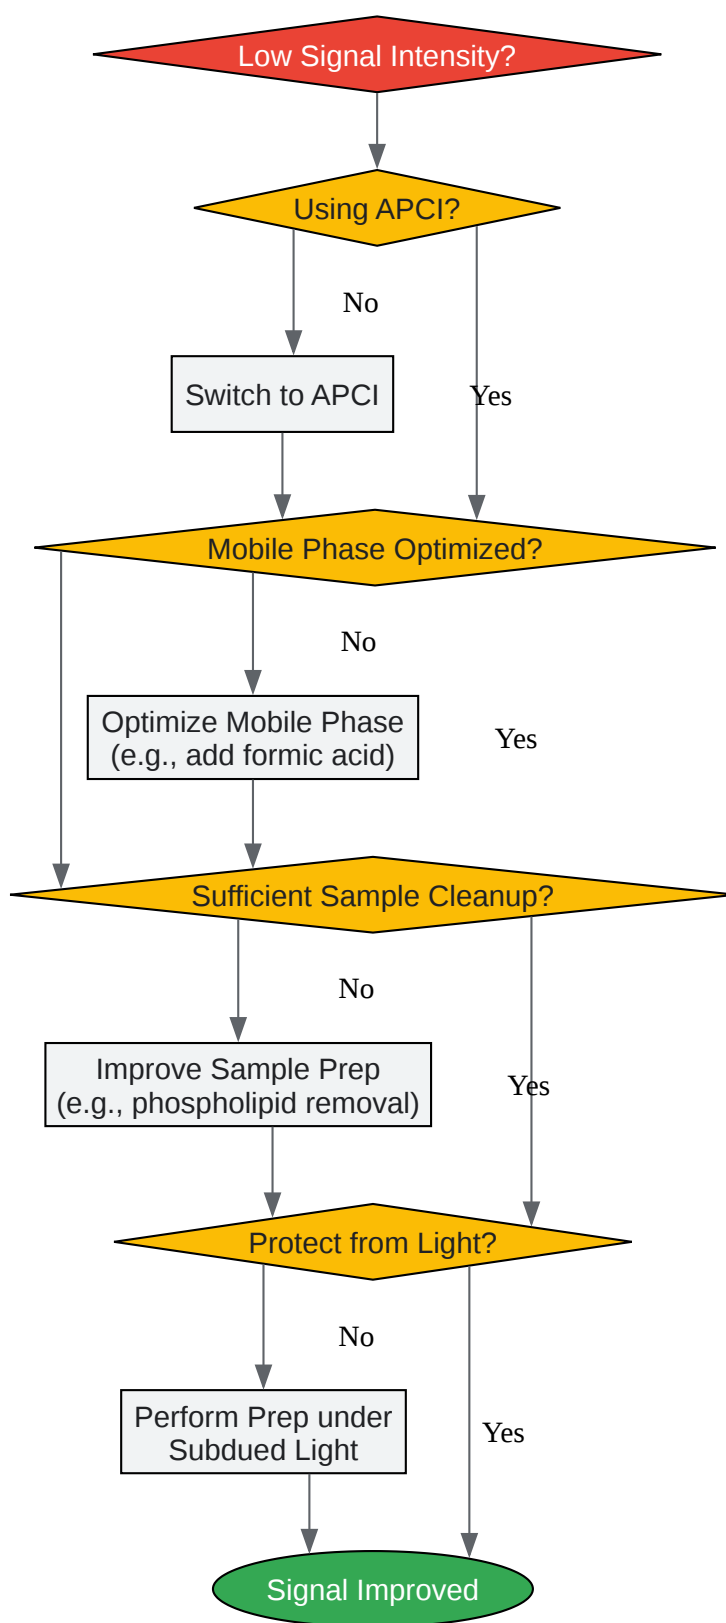 Low Signal Intensity?
Using APCI?
No
Switch to APCI
Yes
Mobile Phase Optimized?
No
Optimize Mobile Phase
(e.g., add formic acid)
Yes
Sufficient Sample Cleanup?
No
Improve Sample Prep
(e.g., phospholipid removal)
Yes
Protect from Light?
No
Perform Prep under
Subdued Light
Yes
Signal Improved